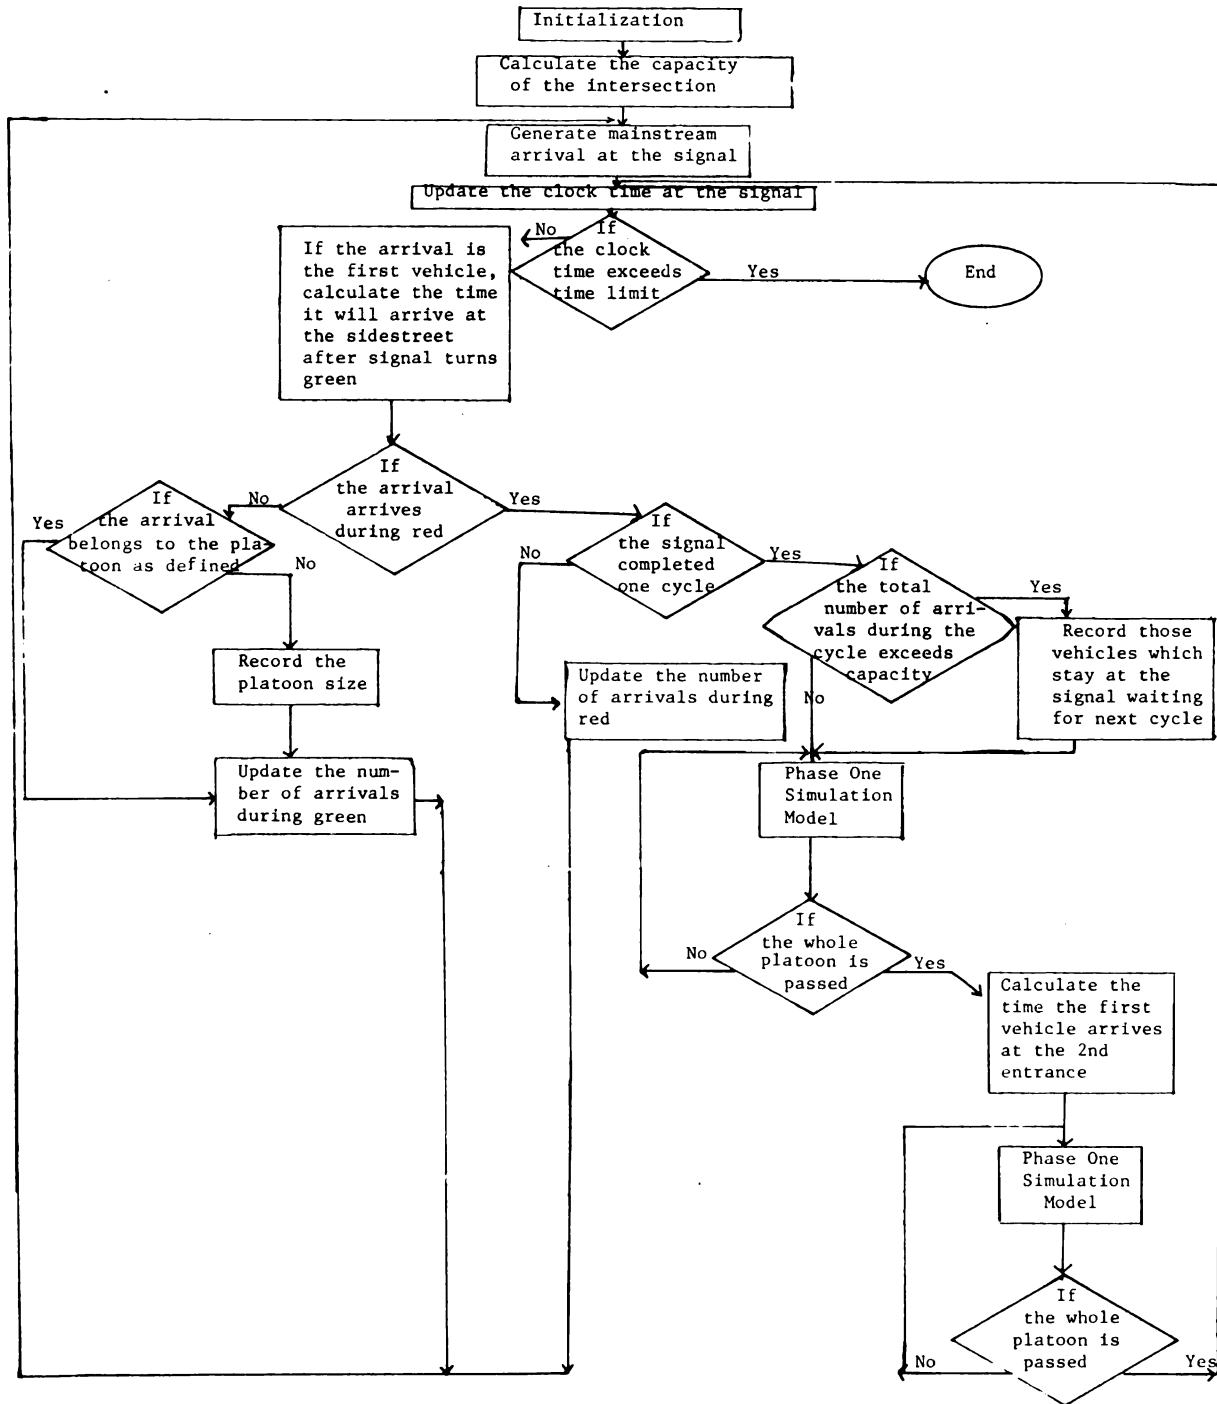 Initialization
Calculate the capacity
of the intersection
Generate mainstream
arrival at the signal
Update the clock time at the signal
No
If
the clock
time exceeds
time limit
Yes
End
If the arrival is
the first vehicle,
calculate the time
it will arrive at
the sidestreet
after signal turns
green
If
the arrival
arrives
during red
No
Yes
If
the arrival
belongs to the pla-
toon as defined
Yes
No
Record the
platoon size
Update the num-
ber of arrivals
during green
If
the signal
completed
one cycle
No
Yes
Update the number
of arrivals during
red
If
the total
number of arri-
vals during the
cycle exceeds
capacity
Yes
No
Record those
vehicles which
stay at the
signal waiting
for next cycle
Phase One
Simulation
Model
If
the whole
platoon is
passed
No
Yes
Calculate the
time the first
vehicle arrives
at the 2nd
entrance
Phase One
Simulation
Model
If
the whole
platoon is
passed
No
Yes